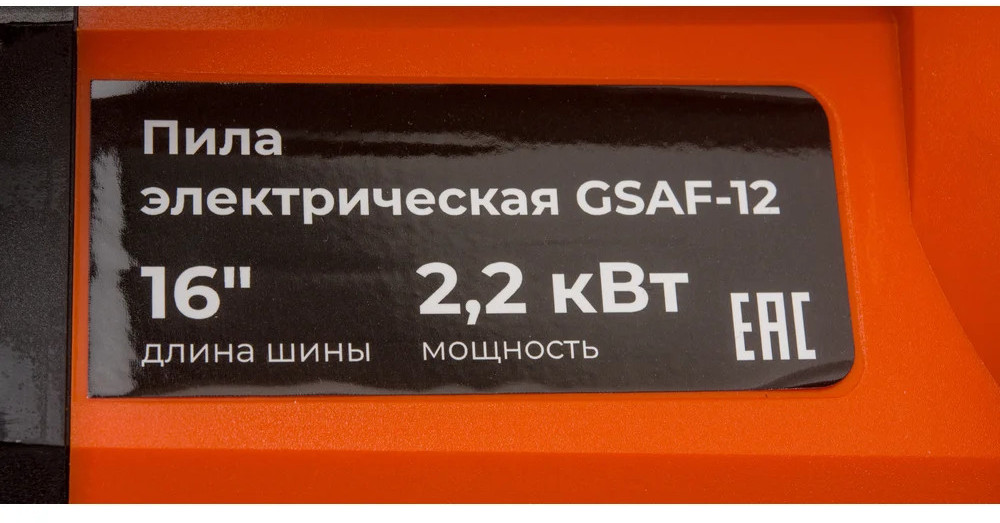 Пила
электрическая GSAF-12
16" 2,2 кВт
длина шины мощность
EAC